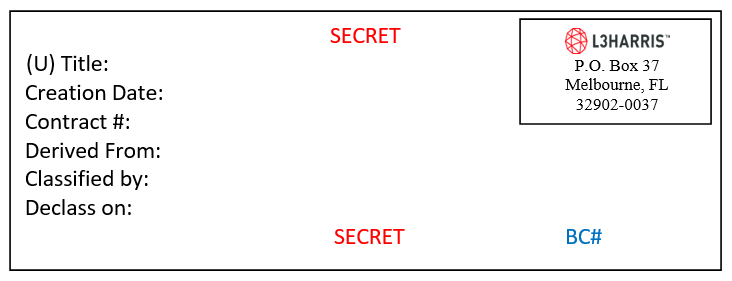 SECRET
L3HARRIS™
P.O. Box 37
Melbourne, FL
32902-0037
(U) Title:
Creation Date:
Contract #:
Derived From:
Classified by:
Declass on:
SECRET
BC#